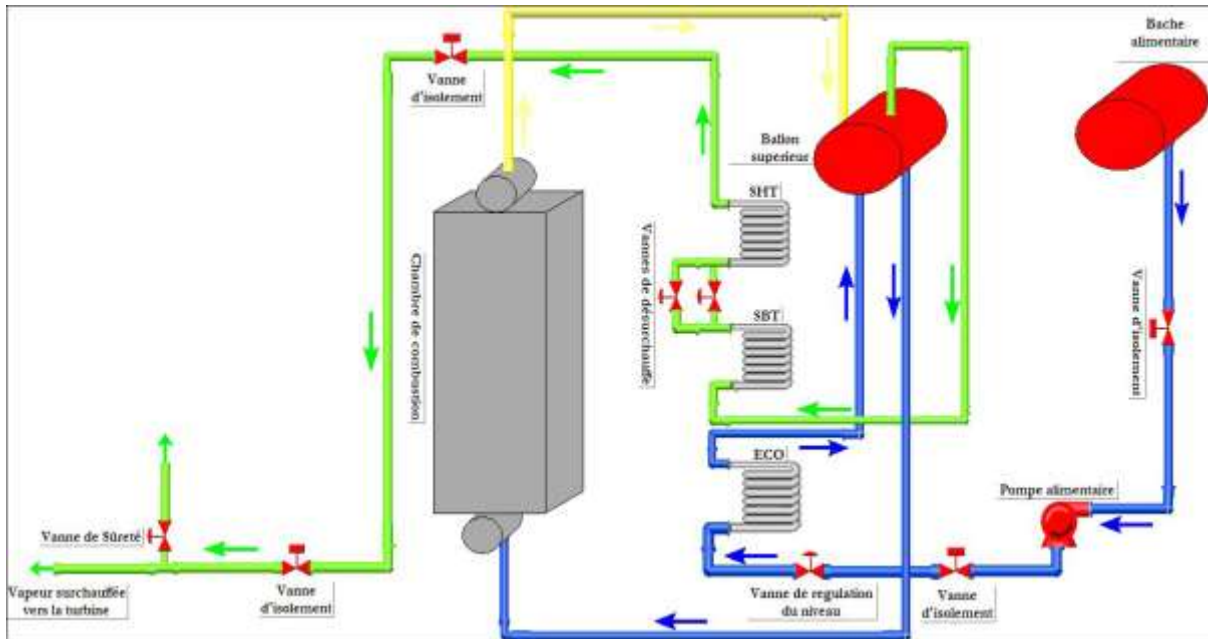 Bache
alimentaire
Vanne
d'isolement
Ballon
superieur
SHT
Chambre de combustion
Vannes de désurchauffe
SBT
Vanne d'isolement
ECO
Pompe alimentaire
Vanne de Sûreté
Vapeur surchauffée
vers la turbine
Vanne
d'isolement
Vanne de regulation
du niveau
Vanne
d'isolement